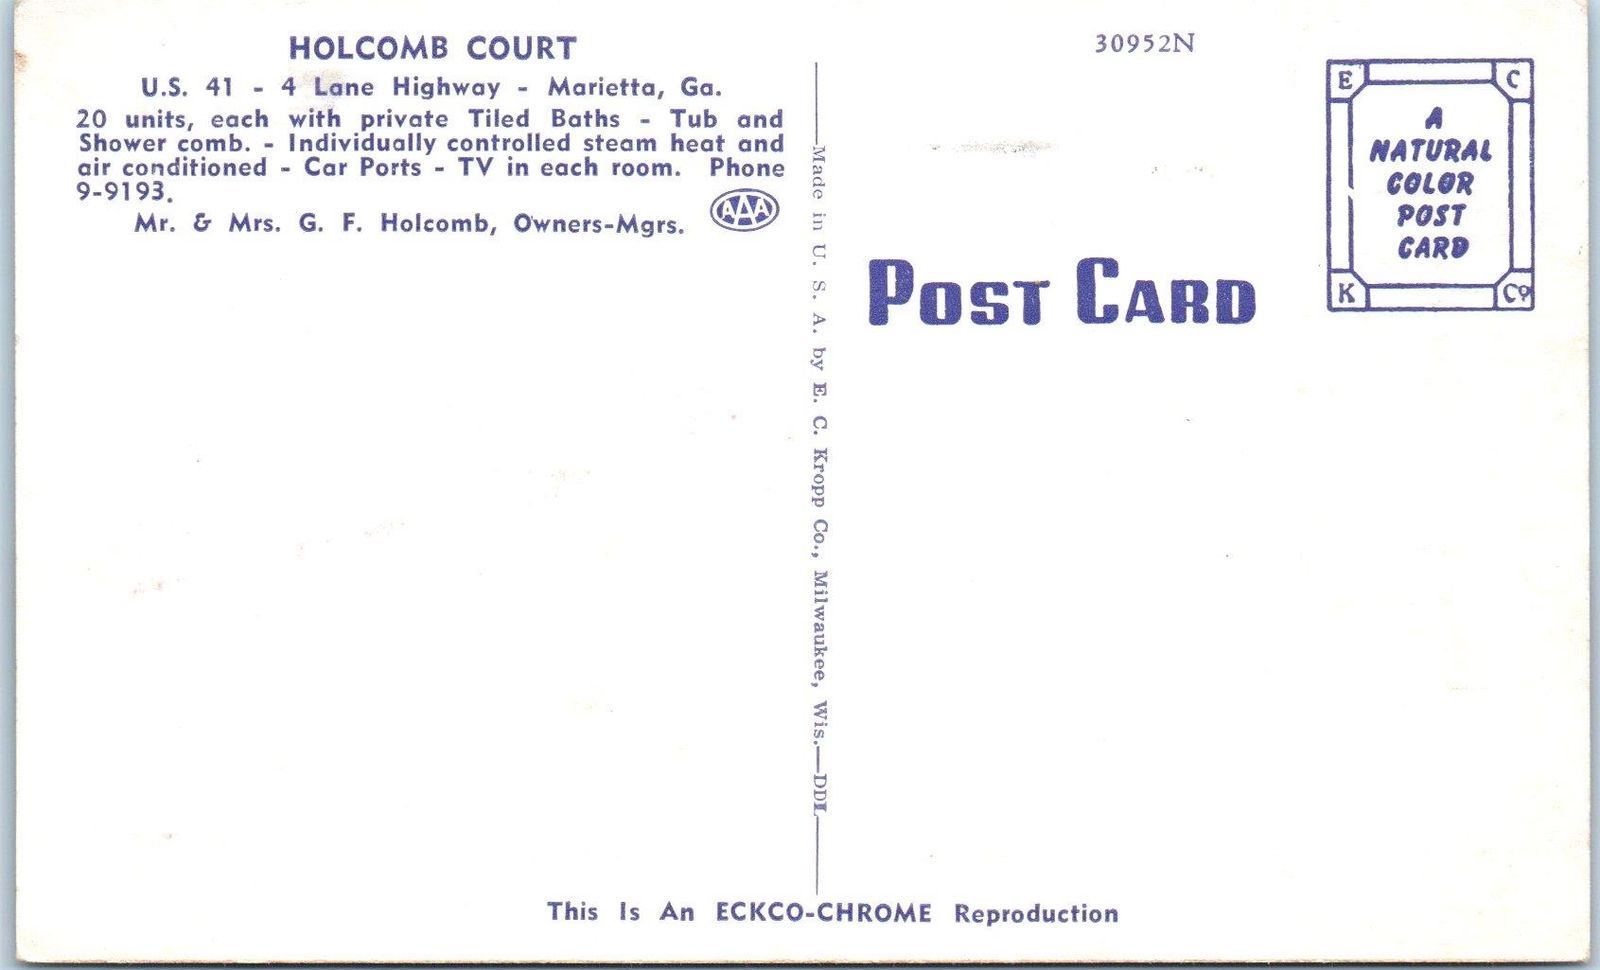 HOLCOMB COURT
U.S. 41 - 4 Lane Highway - Marietta, Ga.
20 units, each with private Tiled Baths - Tub and
Shower comb. - Individually controlled steam heat and
air conditioned - Car Ports - TV in each room. Phone
9-9193.
Mr. & Mrs. G. F. Holcomb, Owners-Mgrs.
AAA
Made in U. S. A. by E. C. Kropp Co., Milwaukee, Wis.—DDL
30952N
POST CARD
E C
A
NATURAL
COLOR
POST
CARD
K Co
This Is An ECKCO-CHROME Reproduction